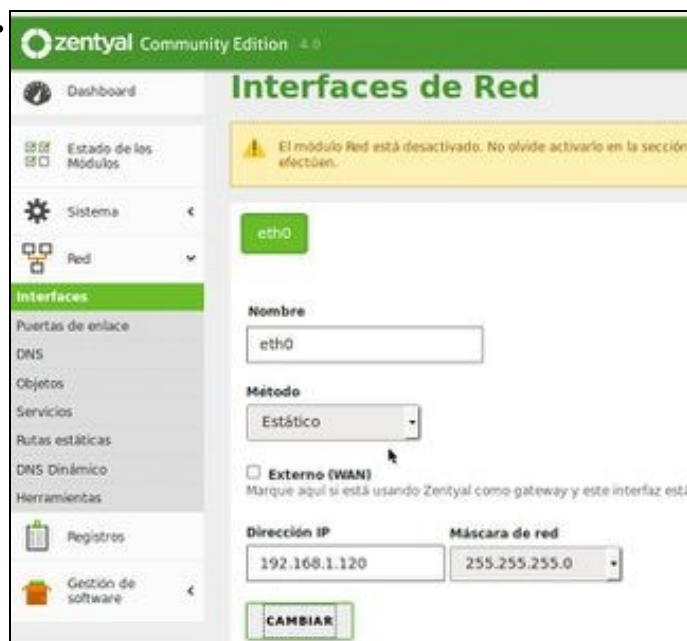 zentyal Community Edition 4.0
Dashboard
Estado de los
Módulos
Sistema
Red
Interfaces
Puertas de enlace
DNS
Objetos
Servicios
Rutas estáticas
DNS Dinámico
Herramientas
Registros
Gestión de
software
Interfaces de Red
El módulo Red está desactivado. No olvide activarlo en la sección
efectúen.
eth0
Nombre
eth0
Método
Estático
Externo (WAN)
Marque aquí si está usando Zentyal como gateway y este interfaz está
Dirección IP
Máscara de red
192.168.1.120
255.255.255.0
CAMBIAR